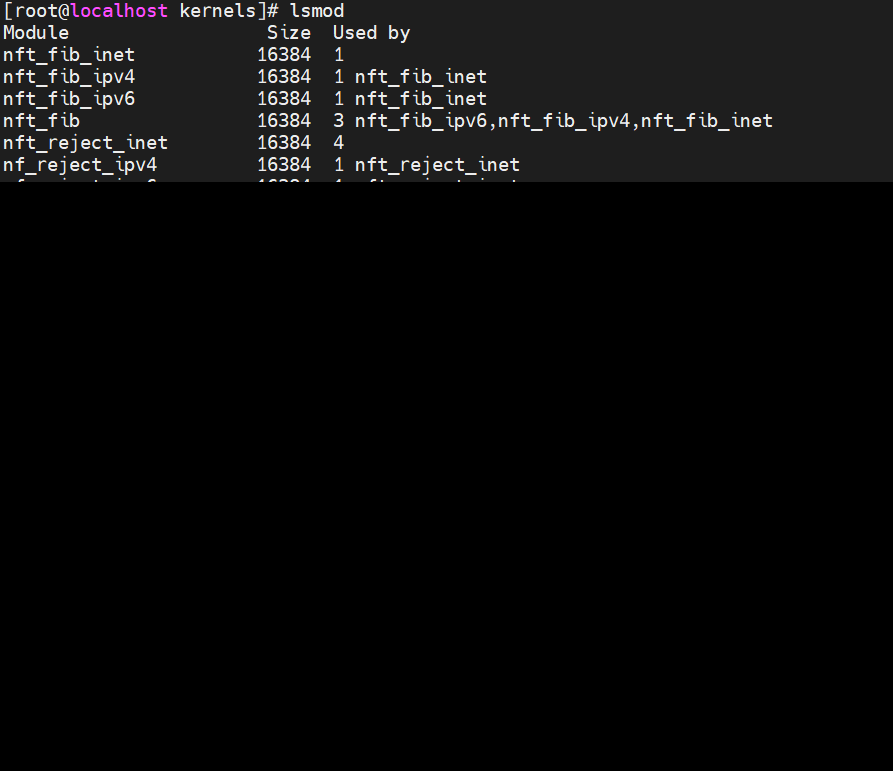 [root@localhost kernels]# lsmod
Module                  Size  Used by
nft_fib_inet           16384  1
nft_fib_ipv4           16384  1 nft_fib_inet
nft_fib_ipv6           16384  1 nft_fib_inet
nft_fib                16384  3 nft_fib_ipv6,nft_fib_ipv4,nft_fib_inet
nft_reject_inet        16384  4
nf_reject_ipv4         16384  1 nft_reject_inet